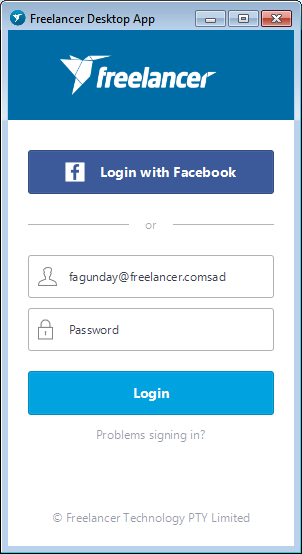 Freelancer Desktop App
freelancer
Login with Facebook
or
fagunday@freelancer.comsad
Password
Login
Problems signing in?
© Freelancer Technology PTY Limited